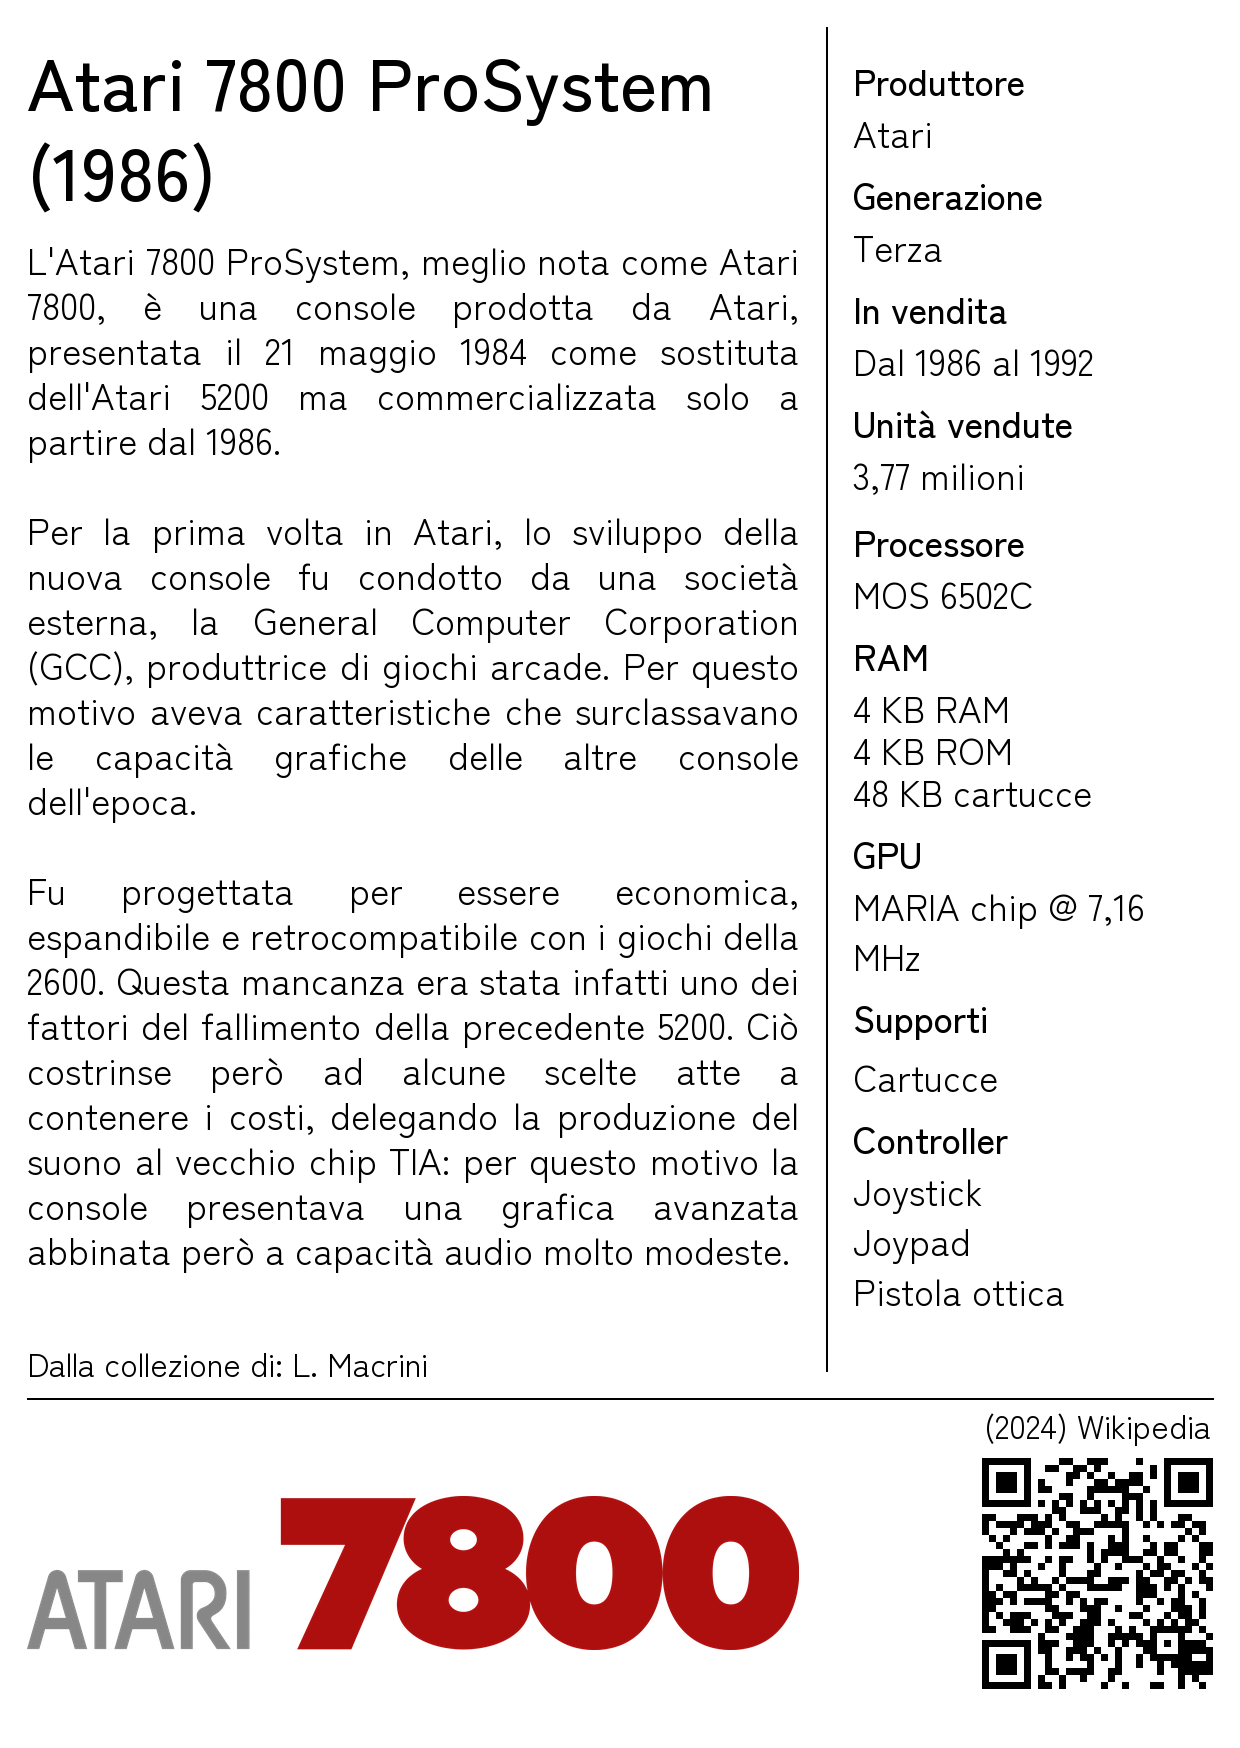 Atari 7800 ProSystem
(1986)
L'Atari 7800 ProSystem, meglio nota come Atari
7800, è una console prodotta da Atari,
presentata il 21 maggio 1984 come sostituta
dell'Atari 5200 ma commercializzata solo a
partire dal 1986.
Per la prima volta in Atari, lo sviluppo della
nuova console fu condotto da una società
esterna, la General Computer Corporation
(GCC), produttrice di giochi arcade. Per questo
motivo aveva caratteristiche che surclassavano
le capacità grafiche delle altre console
dell'epoca.
Fu progettata per essere economica,
espandibile e retrocompatibile con i giochi della
2600. Questa mancanza era stata infatti uno dei
fattori del fallimento della precedente 5200. Ciò
costrinse però ad alcune scelte atte a
contenere i costi, delegando la produzione del
suono al vecchio chip TIA: per questo motivo la
console presentava una grafica avanzata
abbinata però a capacità audio molto modeste.
Dalla collezione di: L. Macrini
Produttore
Atari
Generazione
Terza
In vendita
Dal 1986 al 1992
Unità vendute
3,77 milioni
Processore
MOS 6502C
RAM
4 KB RAM
4 KB ROM
48 KB cartucce
GPU
MARIA chip @ 7,16
MHz
Supporti
Cartucce
Controller
Joystick
Joypad
Pistola ottica
(2024) Wikipedia
ATARI 7800